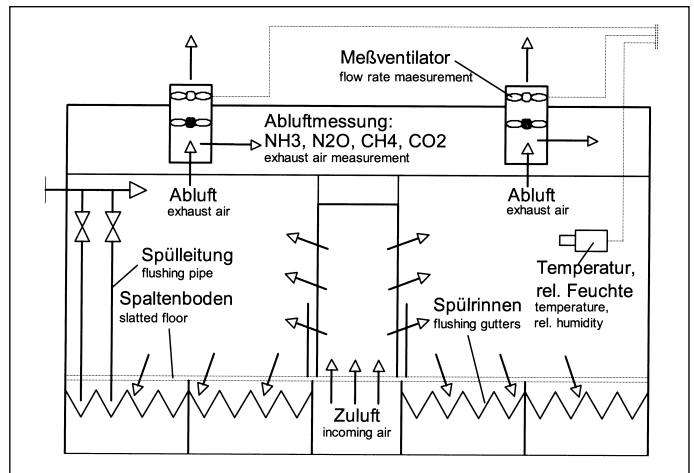 Meßventilator
flow rate maesurement
Abluftmessung:
NH3, N2O, CH4, CO2
exhaust air measurement
Abluft
exhaust air
Abluft
exhaust air
Spülleitung
flushing pipe
Spaltenboden
slatted floor
Spülrinnen
flushing gutters
Temperatur,
rel. Feuchte
temperature,
rel. humidity
Zuluft
incoming air